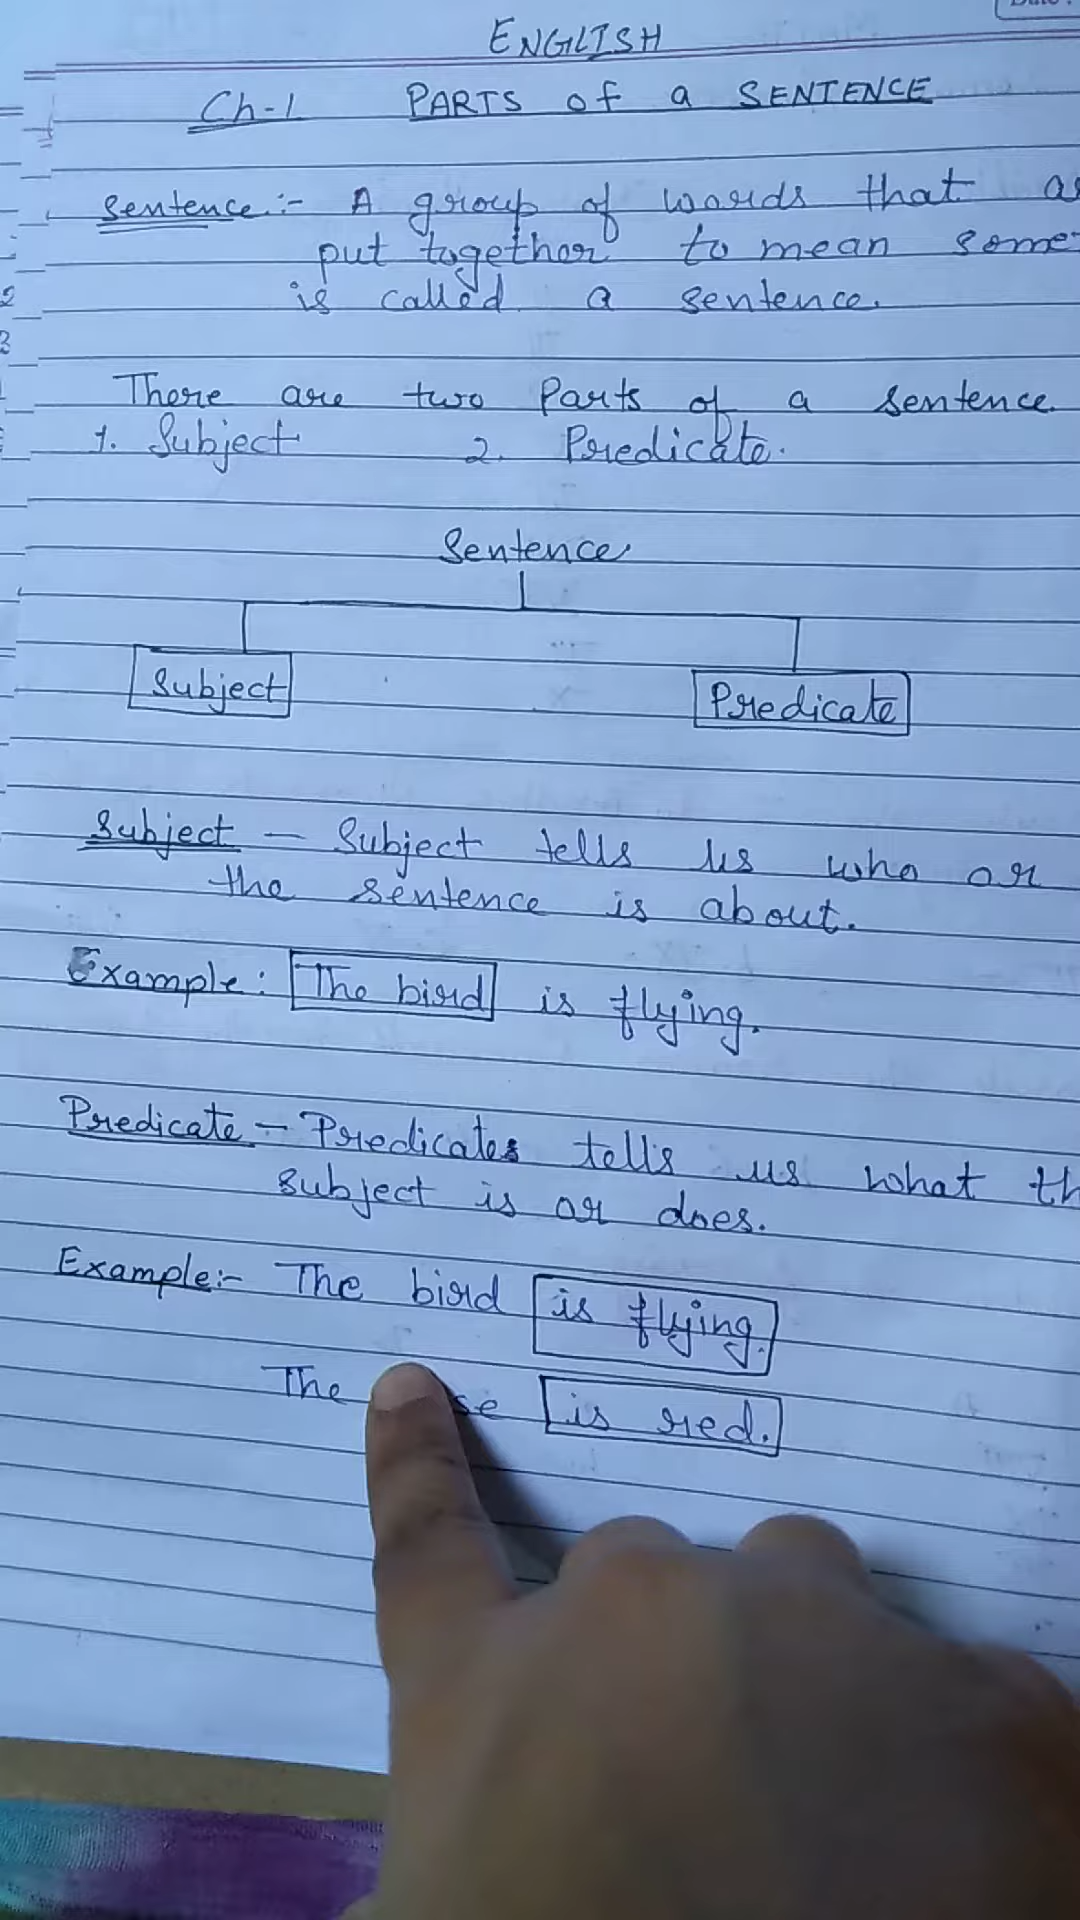 ENGLISH
Ch-1 PARTS of a SENTENCE
Sentence:- A group of words that
put together to mean some
is called a sentence.
There are two Parts of a sentence.
1. Subject 2. Predicate.
Sentence
Subject Predicate
Subject - Subject tells us who or
the sentence is about.
Example: The bird is flying.
Predicate - Predicates tells us what
subject is or does.
Example:- The bird is flying.
The is red.